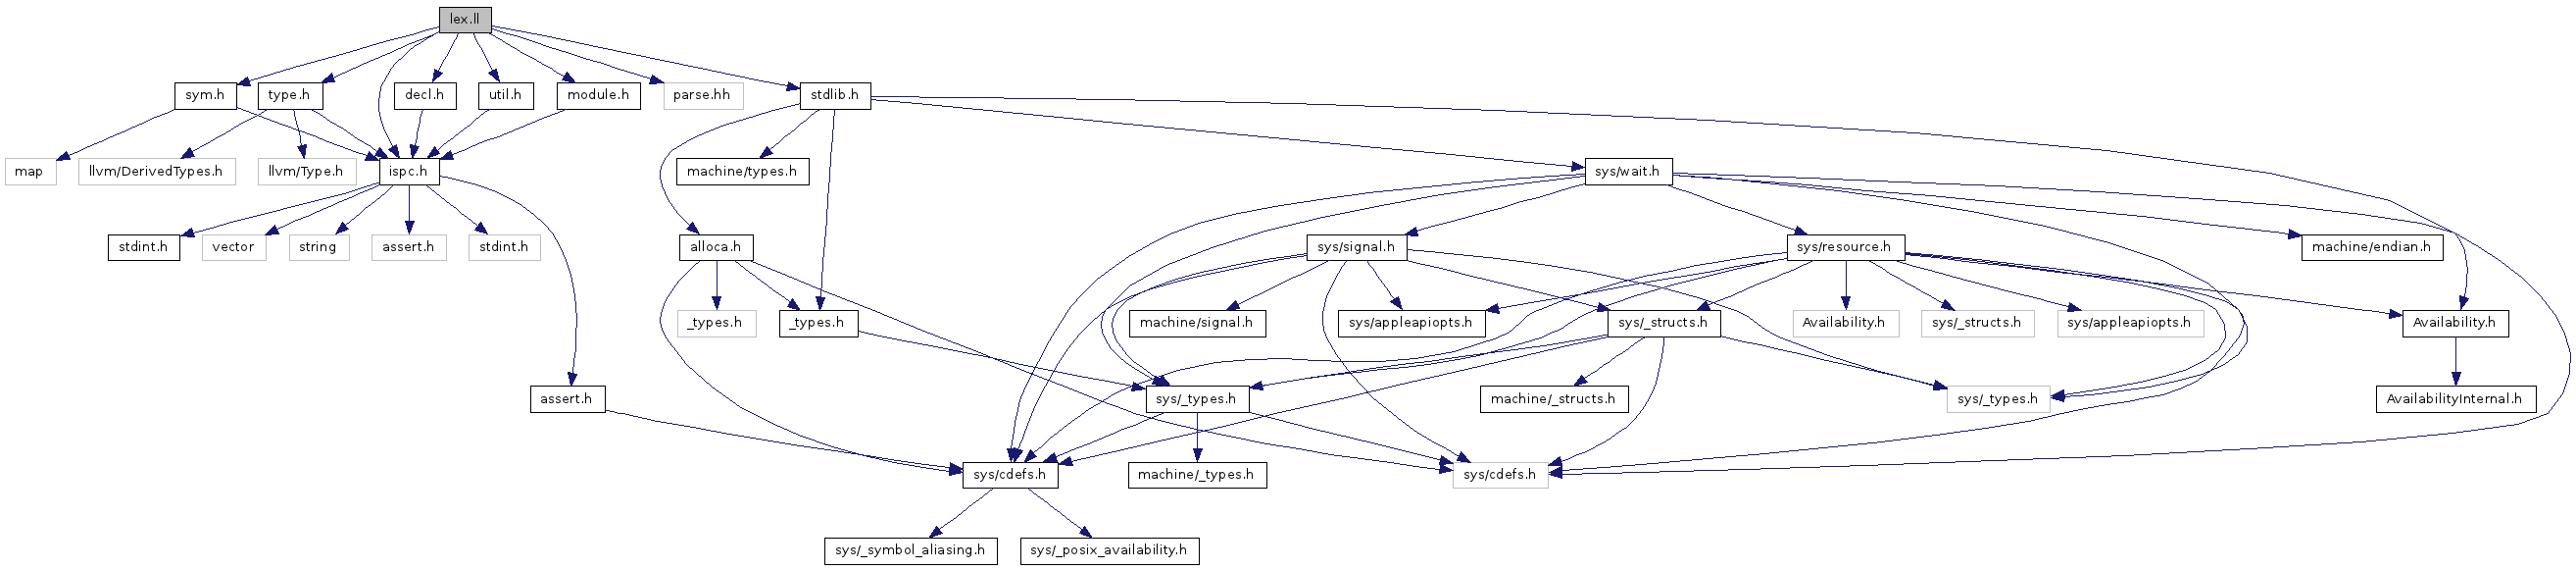 lex.ll
sym.h
type.h
decl.h
util.h
module.h
parse.hh
stdlib.h
map
llvm/DerivedTypes.h
llvm/Type.h
ispc.h
machine/types.h
sys/wait.h
stdint.h
vector
string
assert.h
stdint.h
alloca.h
sys/signal.h
sys/resource.h
machine/endian.h
_types.h
_types.h
machine/signal.h
sys/appleapiopts.h
sys/_structs.h
Availability.h
sys/_structs.h
sys/appleapiopts.h
Availability.h
assert.h
sys/_types.h
machine/_structs.h
sys/_types.h
AvailabilityInternal.h
sys/cdefs.h
machine/_types.h
sys/cdefs.h
sys/_symbol_aliasing.h
sys/_posix_availability.h